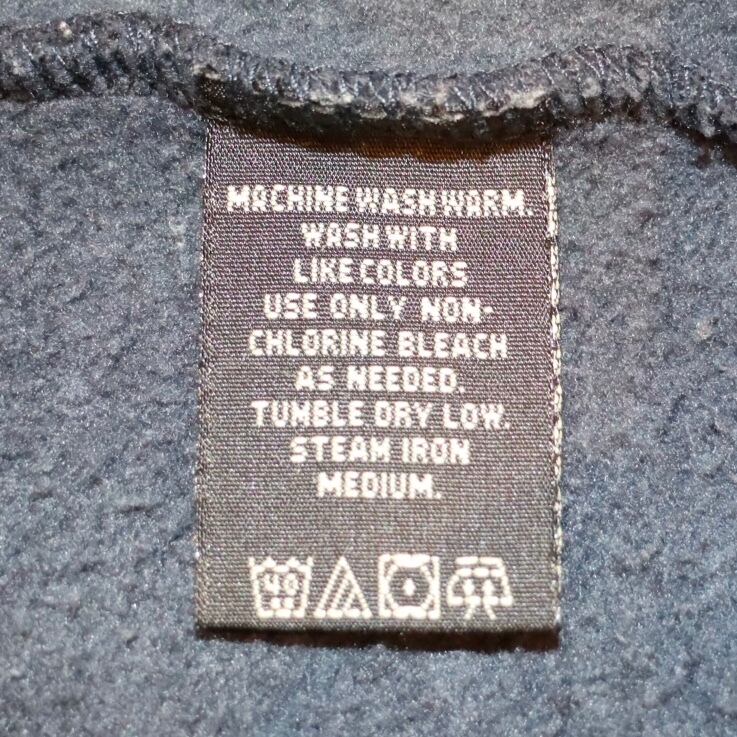 MACHINE WASH WARM.
WASH WITH
LIKE COLORS
USE ONLY NON-
CHLORINE BLEACH
AS NEEDED.
TUMBLE DRY LOW.
STEAM IRON
MEDIUM.
40